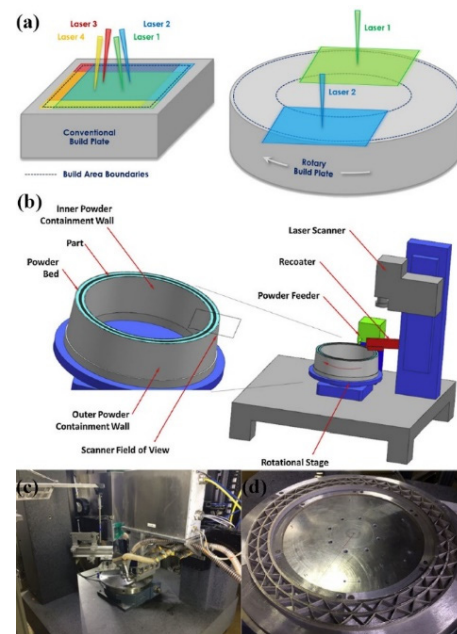 (a)
Laser 3
Laser 2
Laser 4
Laser 1
Conventional
Build Plate
Build Area Boundaries
Laser 1
Laser 2
Rotary
Build Plate
(b)
Inner Powder
Containment Wall
Part
Powder
Bed
Outer Powder
Containment Wall
Scanner Field of View
Laser Scanner
Recoater
Powder Feeder
Rotational Stage
(c)
(d)